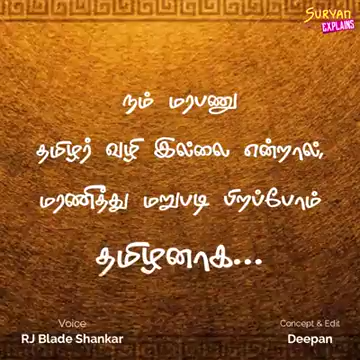 SURYAN
EXPLAINS
நம் மரபணு
தமிழர் வழி இல்லை என்றால்,
மரணித்து மறுபடி பிறப்போம்
தமிழனாக...
Voice
RJ Blade Shankar
Concept & Edit
Deepan